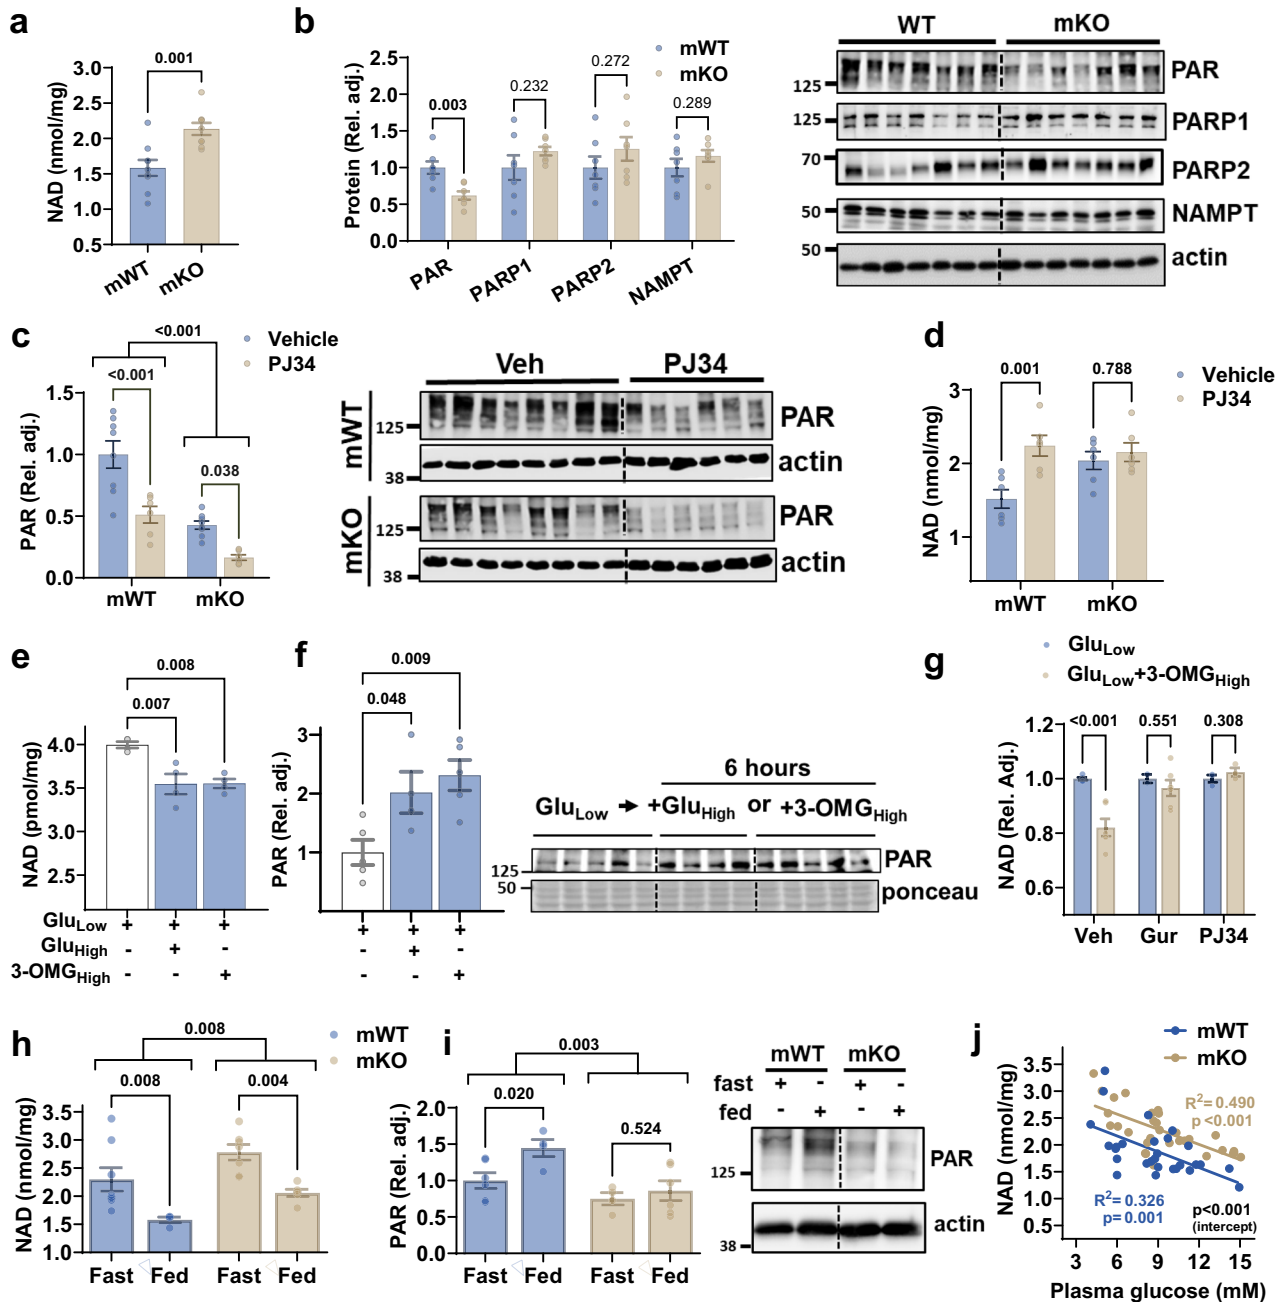 a
0.001
3.0
2.5
2.0
1.5
1.0
0.5
NAD (nmol/mg)
mWT
mKO
b
mWT
mKO
2.5
2.0
1.5
1.0
0.5
0.0
Protein (Rel. adj.)
0.003
0.232
0.272
0.289
PAR
PARP1
PARP2
NAMPT
WT
mKO
125
PAR
125
PARP1
70
PARP2
50
NAMPT
50
actin
c
<0.001
Vehicle
PJ34
<0.001
0.038
1.5
1.0
0.5
0.0
PAR (Rel. adj.)
mWT
mKO
Veh
PJ34
mWT
125
PAR
38
actin
mKO
125
PAR
38
actin
d
0.001
0.788
Vehicle
PJ34
3
2
1
NAD (nmol/mg)
mWT
mKO
e
0.008
0.007
4.0
3.5
3.0
2.5
NAD (pmol/mg)
GluLow + + +
GluHigh - + -
3-OMGHigh - - +
f
0.009
0.048
3
2
1
PAR (Rel. adj.)
+ + +
- + -
- - +
6 hours
GluLow → +GluHigh or +3-OMGHigh
125
PAR
50
ponceau
g
GluLow
GluLow+3-OMGHigh
<0.001
0.551
0.308
1.2
1.0
0.8
0.6
NAD (Rel. Adj.)
Veh
Gur
PJ34
h
0.008
mWT
mKO
0.008
0.004
3.5
3.0
2.5
2.0
1.5
1.0
NAD (nmol/mg)
Fast
Fed
Fast
Fed
i
0.003
0.020
0.524
2.0
1.5
1.0
0.5
0.0
PAR (Rel. adj.)
Fast
Fed
Fast
Fed
mWT
mKO
fast + - + -
fed - + - +
125
PAR
38
actin
j
mWT
mKO
3.5
3.0
2.5
2.0
1.5
1.0
0.5
NAD (nmol/mg)
R2= 0.490
p <0.001
R2= 0.326
p= 0.001
p<0.001
(intercept)
3
6
9
12
15
Plasma glucose (mM)